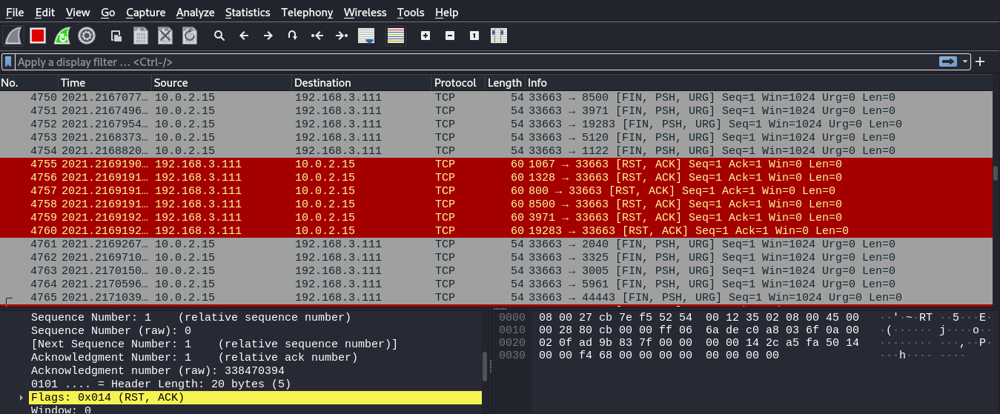 File Edit View Go Capture Analyze Statistics Telephony Wireless Tools Help
Apply a display filter … <Ctrl-/>
No. Time Source Destination Protocol Length Info
4750 2021.2167077… 10.0.2.15 192.168.3.111 TCP 54 33663 → 8500 [FIN, PSH, URG] Seq=1 Win=1024 Urg=0 Len=0
4751 2021.2167496… 10.0.2.15 192.168.3.111 TCP 54 33663 → 3971 [FIN, PSH, URG] Seq=1 Win=1024 Urg=0 Len=0
4752 2021.2167954… 10.0.2.15 192.168.3.111 TCP 54 33663 → 19283 [FIN, PSH, URG] Seq=1 Win=1024 Urg=0 Len=0
4753 2021.2168373… 10.0.2.15 192.168.3.111 TCP 54 33663 → 5120 [FIN, PSH, URG] Seq=1 Win=1024 Urg=0 Len=0
4754 2021.2168820… 10.0.2.15 192.168.3.111 TCP 54 33663 → 1122 [FIN, PSH, URG] Seq=1 Win=1024 Urg=0 Len=0
4755 2021.2169190… 192.168.3.111 10.0.2.15 TCP 60 1067 → 33663 [RST, ACK] Seq=1 Ack=1 Win=0 Len=0
4756 2021.2169191… 192.168.3.111 10.0.2.15 TCP 60 1328 → 33663 [RST, ACK] Seq=1 Ack=1 Win=0 Len=0
4757 2021.2169191… 192.168.3.111 10.0.2.15 TCP 60 800 → 33663 [RST, ACK] Seq=1 Ack=1 Win=0 Len=0
4758 2021.2169191… 192.168.3.111 10.0.2.15 TCP 60 8500 → 33663 [RST, ACK] Seq=1 Ack=1 Win=0 Len=0
4759 2021.2169192… 192.168.3.111 10.0.2.15 TCP 60 3971 → 33663 [RST, ACK] Seq=1 Ack=1 Win=0 Len=0
4760 2021.2169192… 192.168.3.111 10.0.2.15 TCP 60 19283 → 33663 [RST, ACK] Seq=1 Ack=1 Win=0 Len=0
4761 2021.2169267… 10.0.2.15 192.168.3.111 TCP 54 33663 → 2040 [FIN, PSH, URG] Seq=1 Win=1024 Urg=0 Len=0
4762 2021.2169710… 10.0.2.15 192.168.3.111 TCP 54 33663 → 3325 [FIN, PSH, URG] Seq=1 Win=1024 Urg=0 Len=0
4763 2021.2170150… 10.0.2.15 192.168.3.111 TCP 54 33663 → 3005 [FIN, PSH, URG] Seq=1 Win=1024 Urg=0 Len=0
4764 2021.2170596… 10.0.2.15 192.168.3.111 TCP 54 33663 → 5961 [FIN, PSH, URG] Seq=1 Win=1024 Urg=0 Len=0
4765 2021.2171039… 10.0.2.15 192.168.3.111 TCP 54 33663 → 44443 [FIN, PSH, URG] Seq=1 Win=1024 Urg=0 Len=0
Sequence Number: 1 (relative sequence number)
Sequence Number (raw): 0
[Next Sequence Number: 1 (relative sequence number)]
Acknowledgment Number: 1 (relative ack number)
Acknowledgment number (raw): 338470394
0101 .... = Header Length: 20 bytes (5)
Flags: 0x014 (RST, ACK)
Window: 0
0000 08 00 27 cb 7e f5 52 54 00 12 35 02 08 00 45 00 ··'·~·RT ··5···E·
0010 00 28 80 cb 00 00 ff 06 6a de c0 a8 03 6f 0a 00 ·(······ j····o··
0020 02 0f ad 9b 83 7f 00 00 00 00 14 2c a5 fa 50 14 ········ ···,··P·
0030 00 00 f4 68 00 00 00 00 00 00 00 00 ···h···· ····